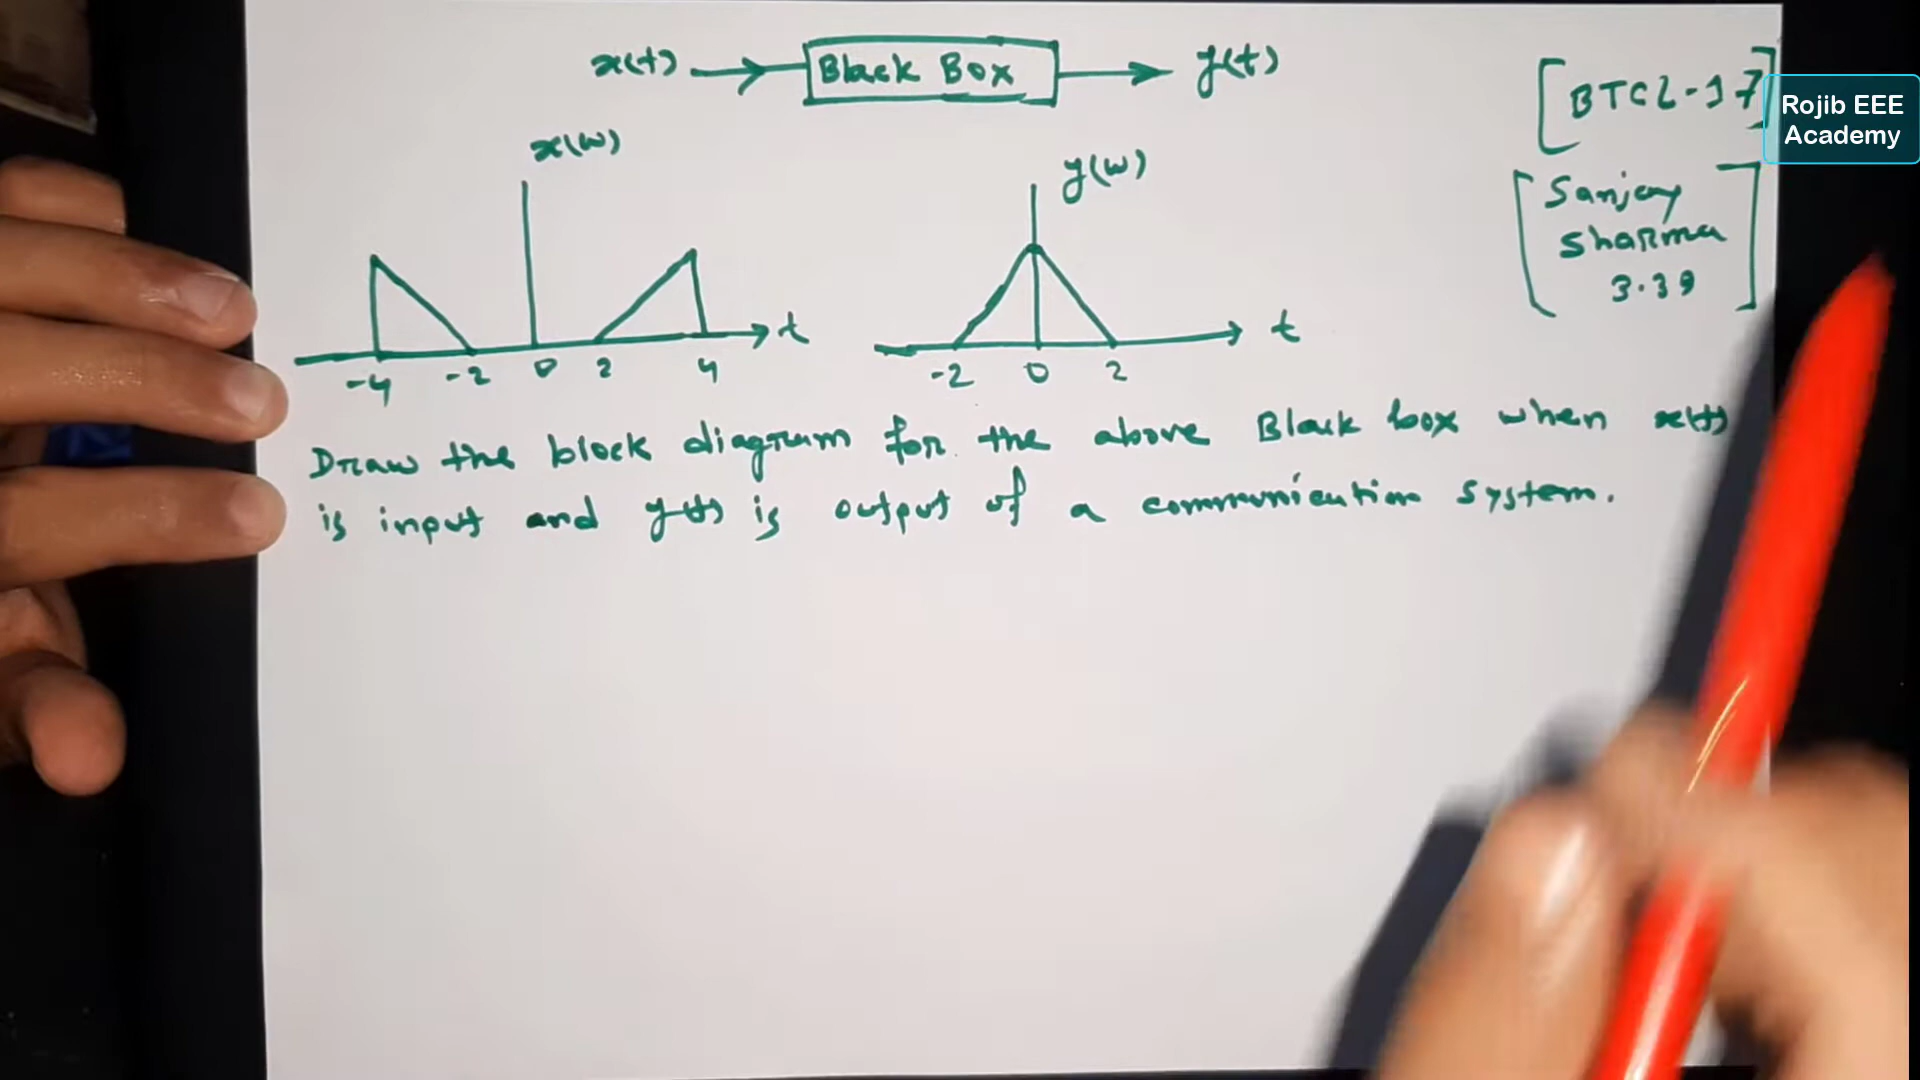 x(t) Black Box y(t)
[BTCL-17]
Rojib EEE
Academy
x(w)
y(w)
[Sanjay
Sharma
3.39]
t
-4 -2 0 2 4
t
-2 0 2
Draw the block diagram for the above Black box when x(t)
is input and y(t) is output of a communication system.